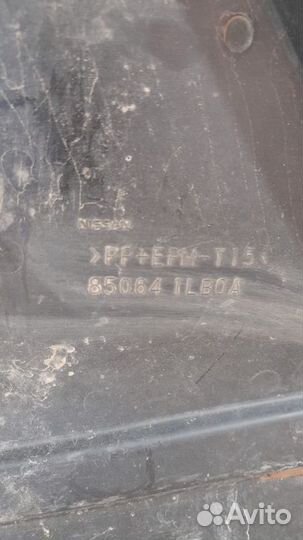 NISSAN
>PP+EPM-T15<
85064 1LB0A
Avito